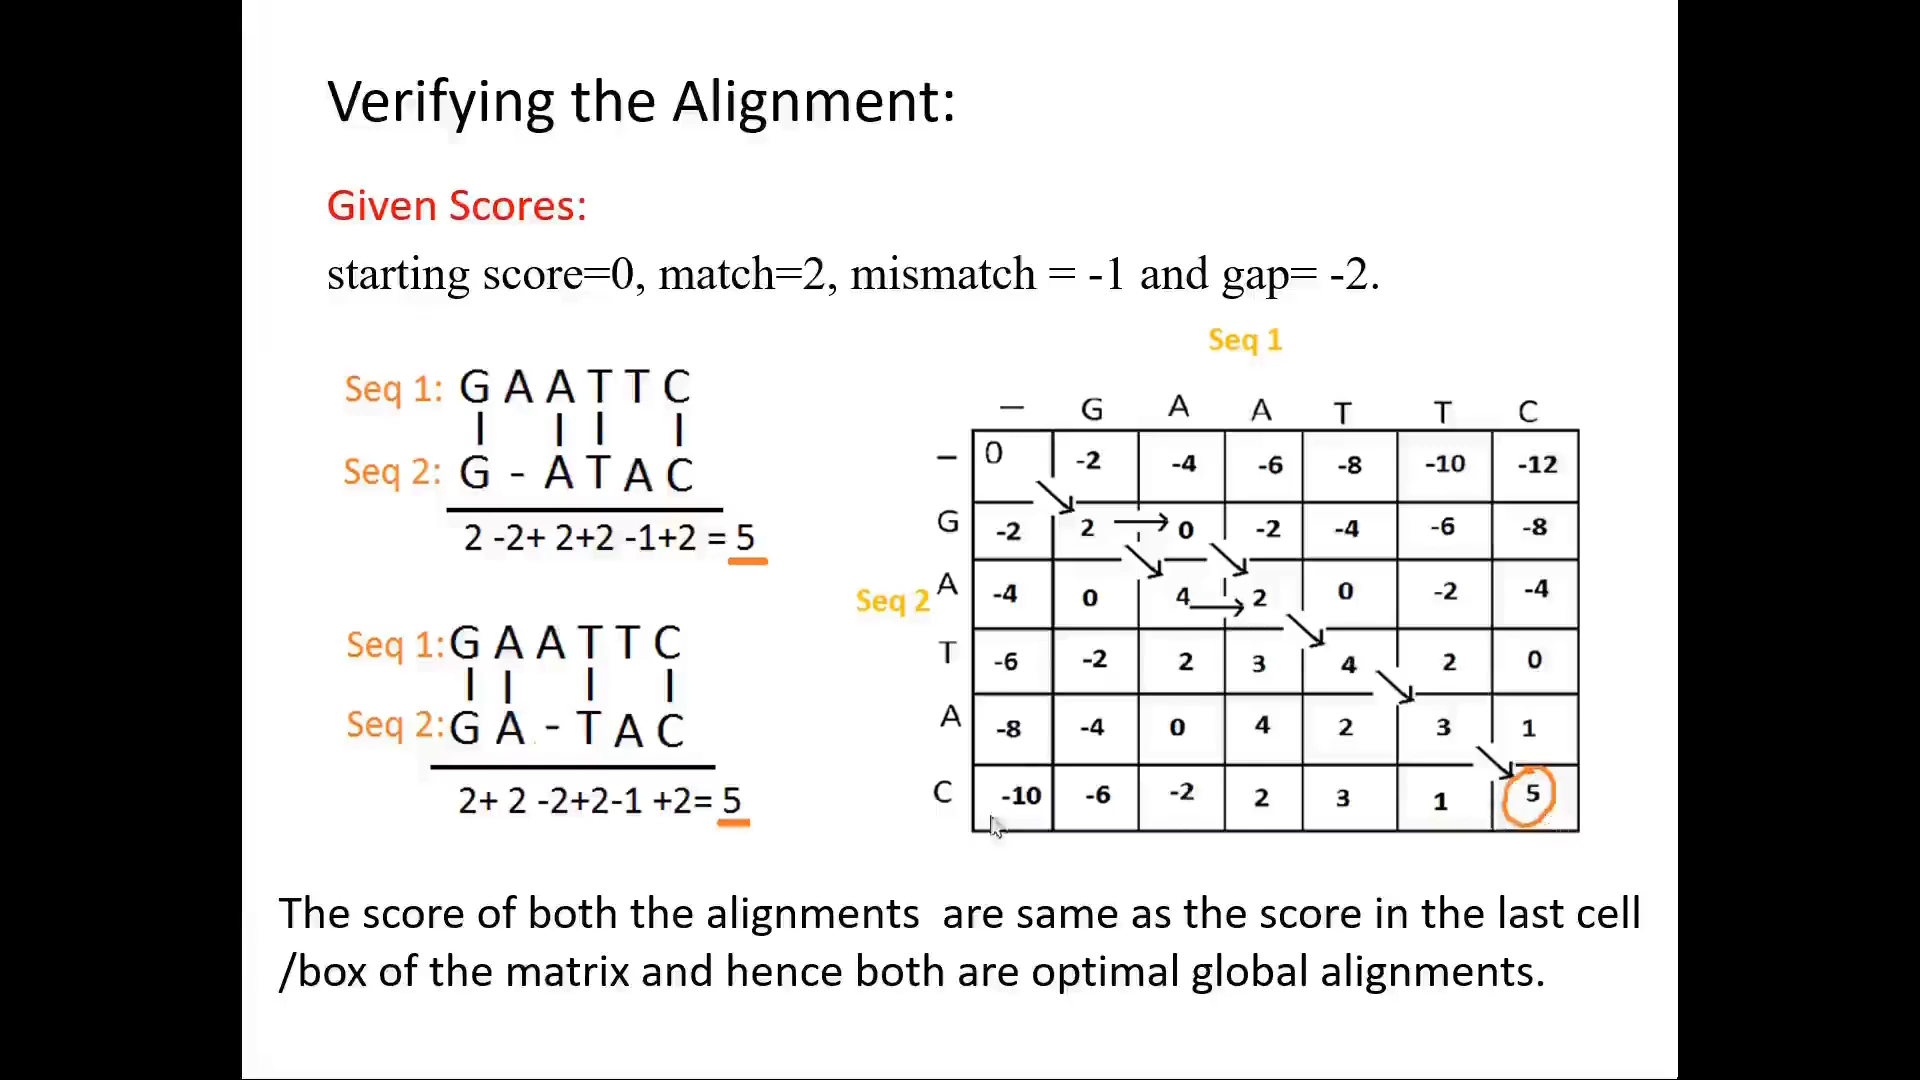 Verifying the Alignment:
Given Scores:
starting score=0, match=2, mismatch = -1 and gap= -2.
Seq 1: G A A T T C
Seq 2: G - A T A C
2 -2+ 2+2 -1+2 = 5
Seq 1: G A A T T C
Seq 2: G A - T A C
2+ 2 -2+2-1 +2= 5
Seq 1
— G A A T T C
— 0 -2 -4 -6 -8 -10 -12
G -2 2 0 -2 -4 -6 -8
Seq 2
A -4 0 4 2 0 -2 -4
T -6 -2 2 3 4 2 0
A -8 -4 0 4 2 3 1
C -10 -6 -2 2 3 1 5
The score of both the alignments are same as the score in the last cell
/box of the matrix and hence both are optimal global alignments.